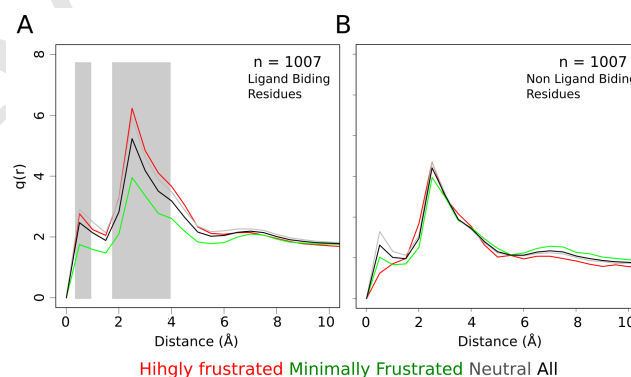 A
B
n = 1007
Ligand Biding
Residues
n = 1007
Non Ligand Biding
Residues
q(r)
8
6
4
2
0
0 2 4 6 8 10
0 2 4 6 8 10
Distance (Å)
Distance (Å)
Hihgly frustrated Minimally Frustrated Neutral All